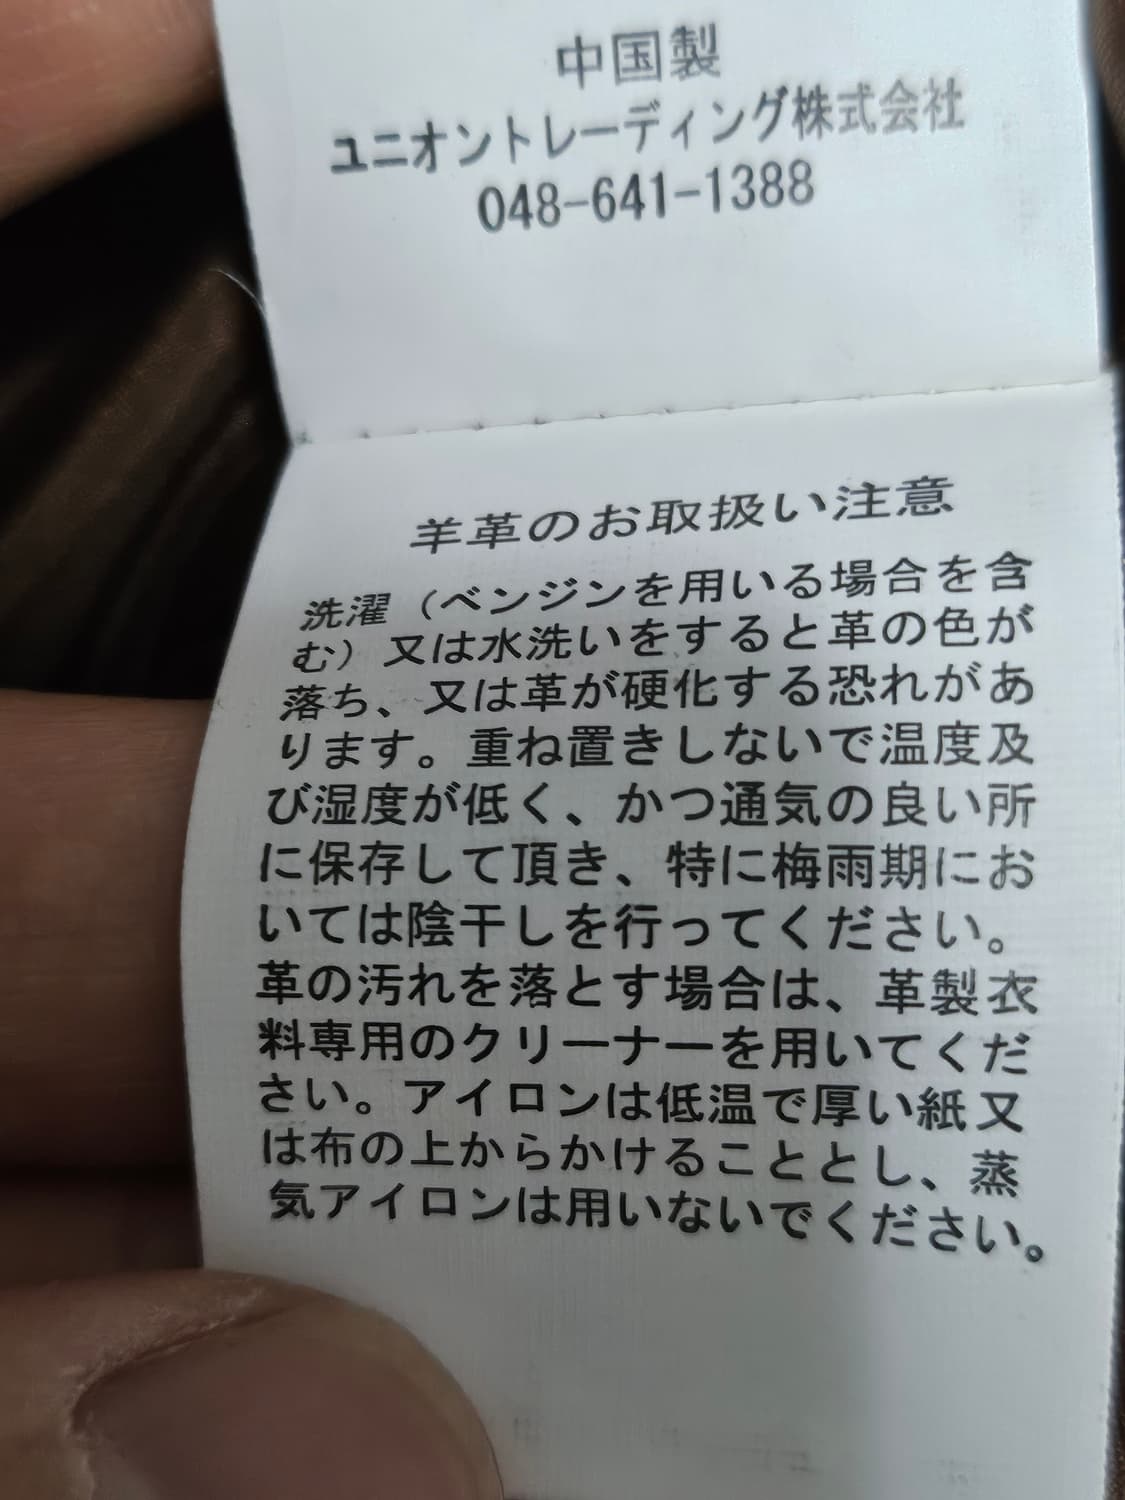 中国製
ユニオントレーディング株式会社
048-641-1388
羊革のお取扱い注意
洗濯（ベンジンを用いる場合を含
む）又は水洗いをすると革の色が
落ち、又は革が硬化する恐れがあ
ります。重ね置きしないで温度及
び湿度が低く、かつ通気の良い所
に保存して頂き、特に梅雨期にお
いては陰干しを行ってください。
革の汚れを落とす場合は、革製衣
料専用のクリーナーを用いてくだ
さい。アイロンは低温で厚い紙又
は布の上からかけることとし、蒸
気アイロンは用いないでください。